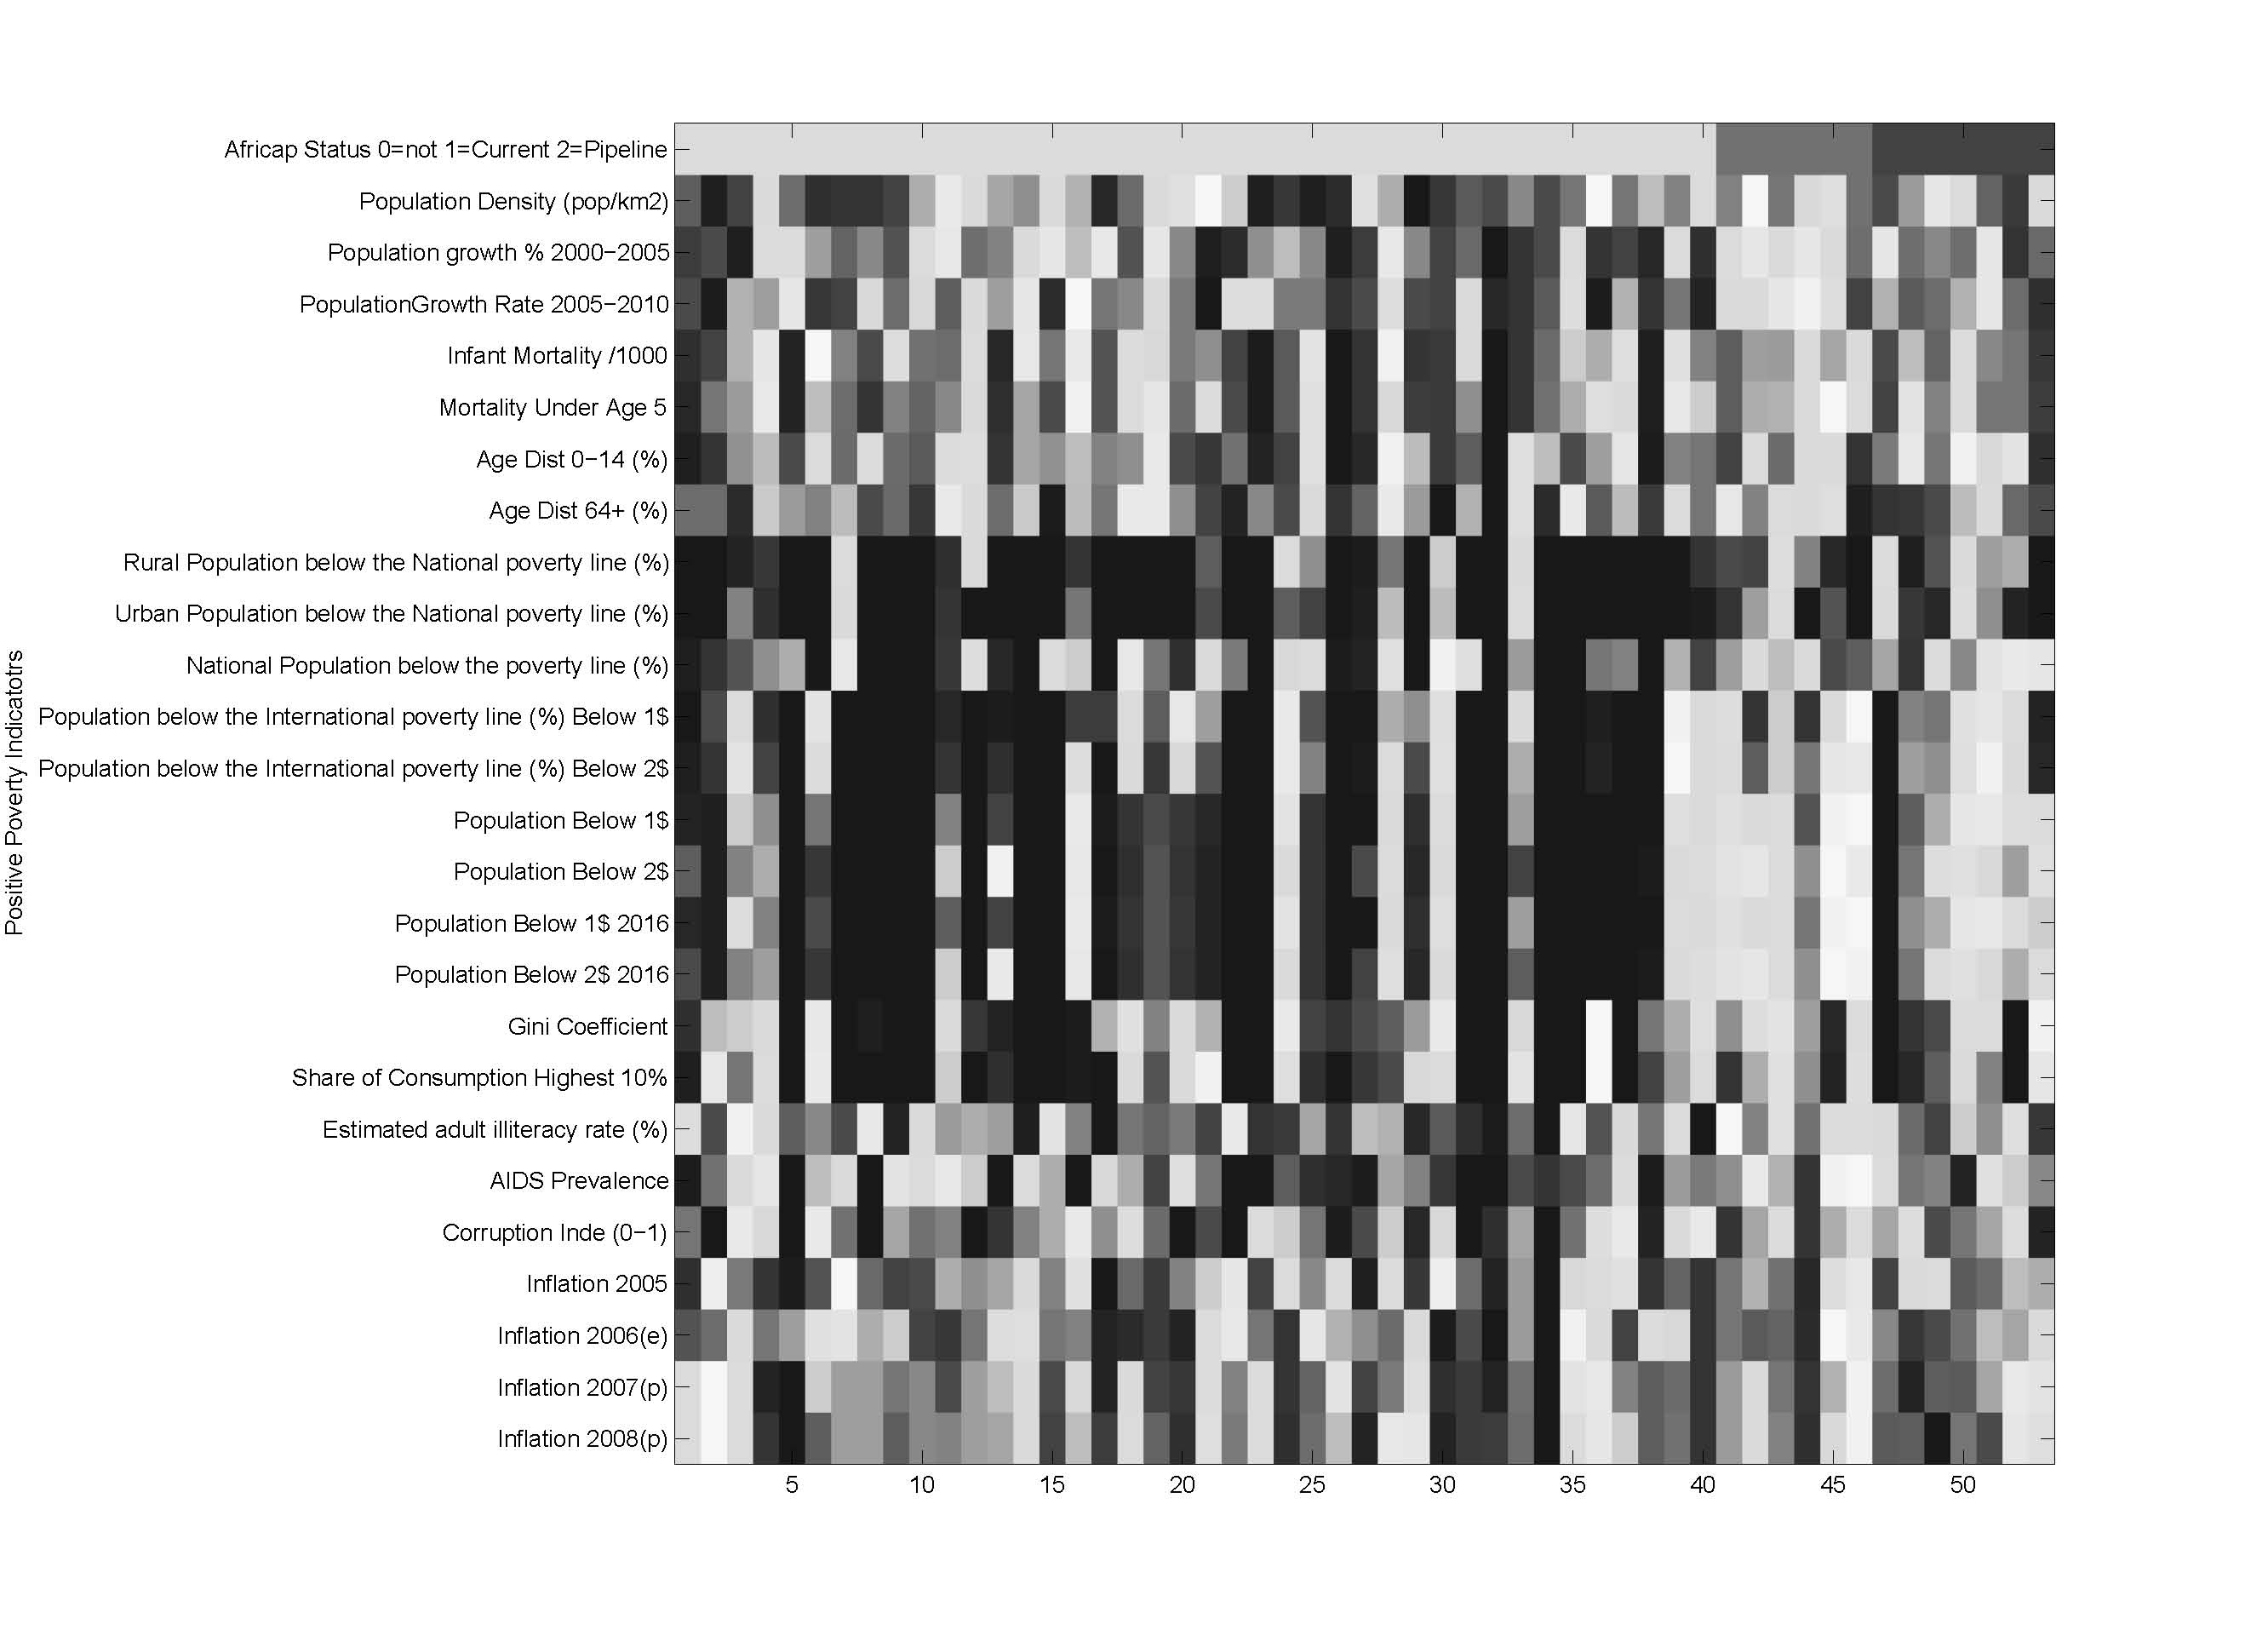 Africap Status 0=not 1=Current 2=Pipeline
Population Density (pop/km2)
Population growth % 2000−2005
PopulationGrowth Rate 2005−2010
Infant Mortality /1000
Mortality Under Age 5
Age Dist 0−14 (%)
Age Dist 64+ (%)
Rural Population below the National poverty line (%)
Urban Population below the National poverty line (%)
National Population below the poverty line (%)
Population below the International poverty line (%) Below 1$
Population below the International poverty line (%) Below 2$
Population Below 1$
Population Below 2$
Population Below 1$ 2016
Population Below 2$ 2016
Gini Coefficient
Share of Consumption Highest 10%
Estimated adult illiteracy rate (%)
AIDS Prevalence
Corruption Inde (0−1)
Inflation 2005
Inflation 2006(e)
Inflation 2007(p)
Inflation 2008(p)
Positive Poverty Indicatotrs
5 10 15 20 25 30 35 40 45 50